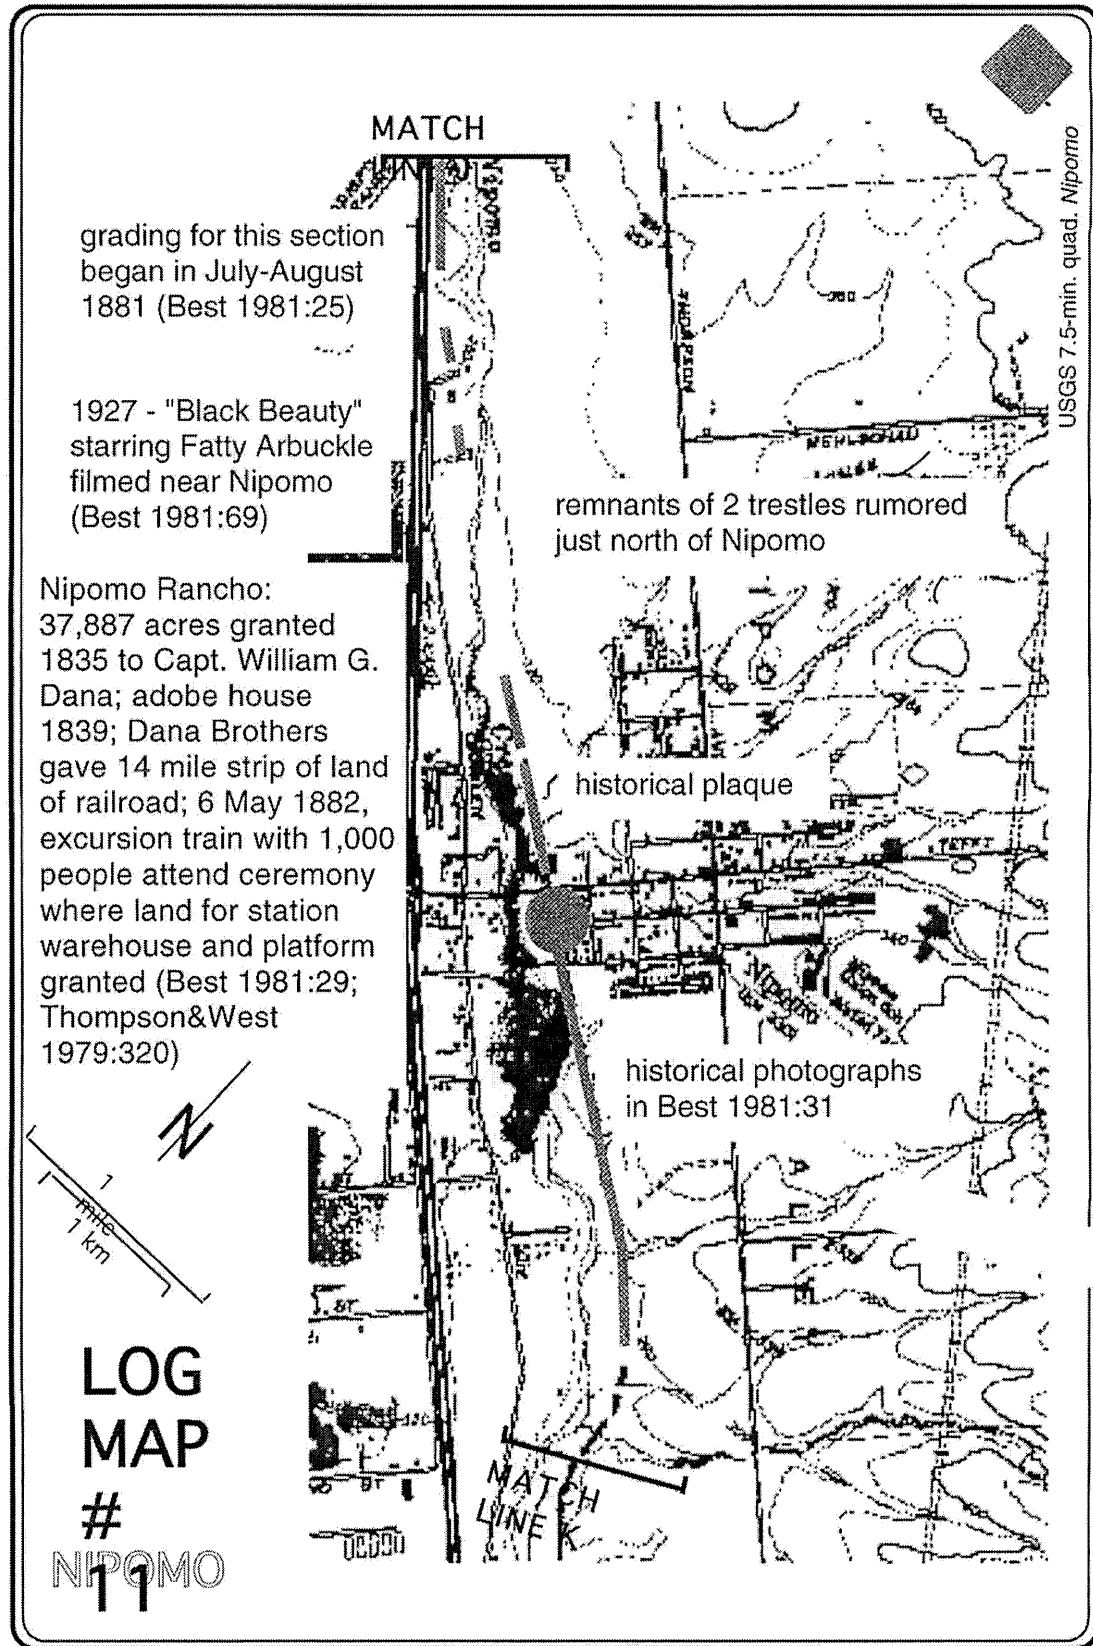 MATCH
LINE J
grading for this section
began in July-August
1881 (Best 1981:25)
1927 - "Black Beauty"
starring Fatty Arbuckle
filmed near Nipomo
(Best 1981:69)
Nipomo Rancho:
37,887 acres granted
1835 to Capt. William G.
Dana; adobe house
1839; Dana Brothers
gave 14 mile strip of land
of railroad; 6 May 1882,
excursion train with 1,000
people attend ceremony
where land for station
warehouse and platform
granted (Best 1981:29;
Thompson&West
1979:320)
remnants of 2 trestles rumored
just north of Nipomo
historical plaque
historical photographs
in Best 1981:31
USGS 7.5-min. quad. Nipomo
THOMPSON
TEFFT
NIPOMO
N
1
mile
1 km
MATCH
LINE K
LOG
MAP
#
11
NIPOMO